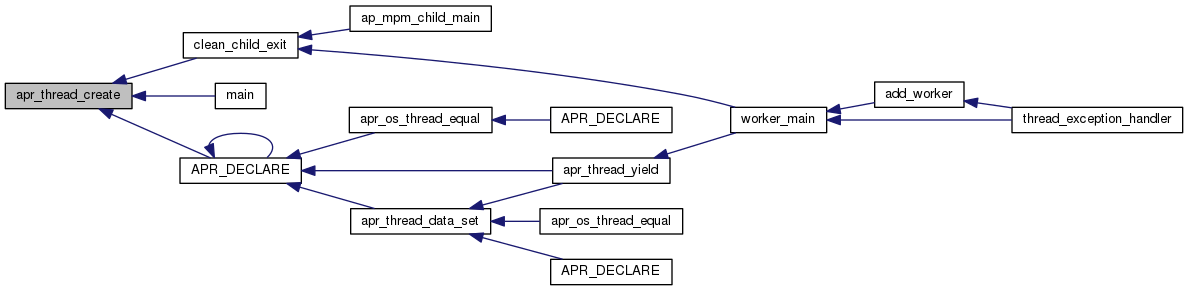 ap_mpm_child_main
clean_child_exit
add_worker
apr_thread_create
main
apr_os_thread_equal
APR_DECLARE
worker_main
thread_exception_handler
APR_DECLARE
apr_thread_yield
apr_thread_data_set
apr_os_thread_equal
APR_DECLARE